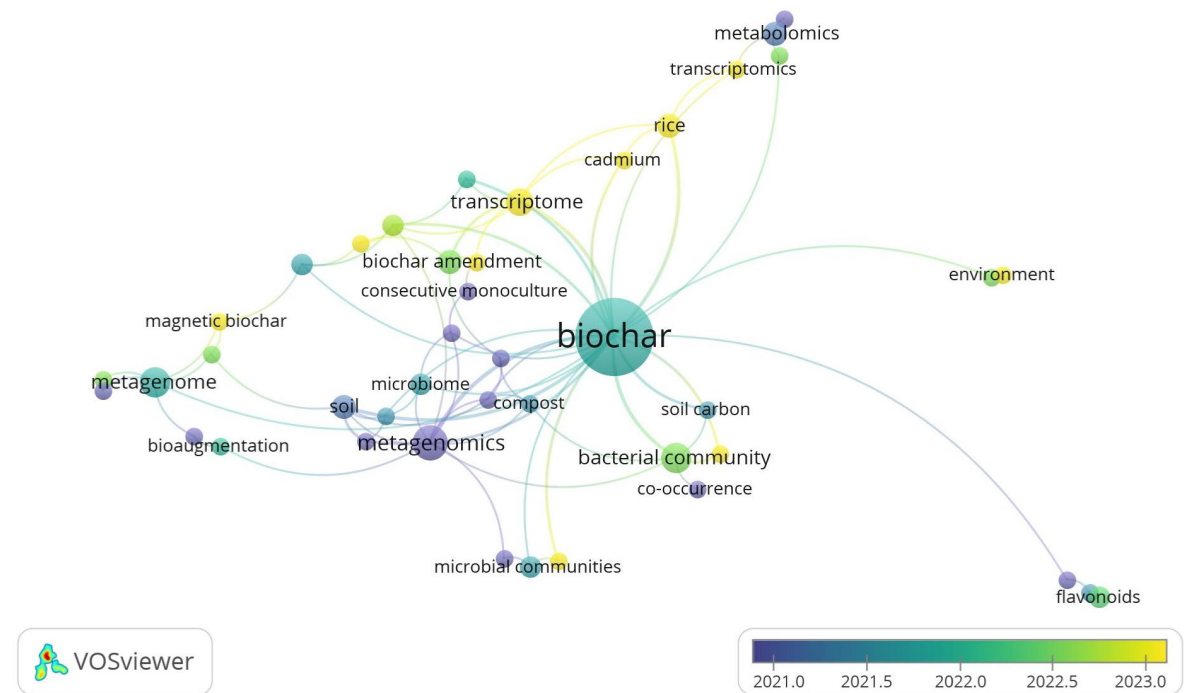 metabolomics
transcriptomics
rice
cadmium
transcriptome
biochar amendment
environment
consecutive monoculture
magnetic biochar
biochar
metagenome
microbiome
soil
compost
soil carbon
bioaugmentation
metagenomics
bacterial community
co-occurrence
microbial communities
flavonoids
VOSviewer
2021.0 2021.5 2022.0 2022.5 2023.0